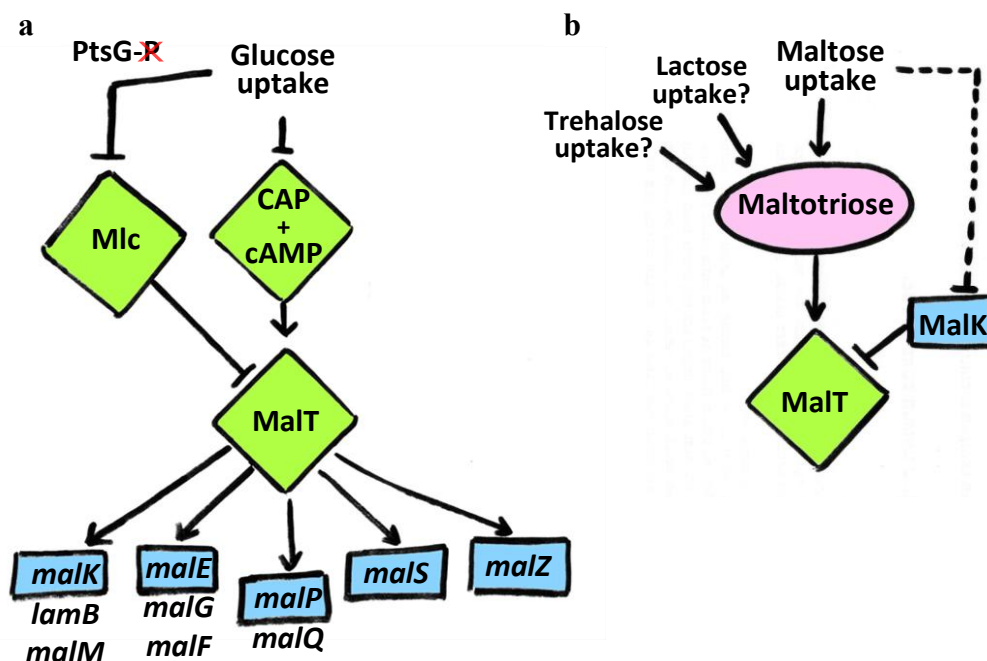 a
PtsG-P
Glucose
uptake
Mlc
CAP
+
cAMP
MalT
malK
lamB
malM
malE
malG
malF
malP
malQ
malS
malZ
b
Trehalose
uptake?
Lactose
uptake?
Maltose
uptake
Maltotriose
MalK
MalT